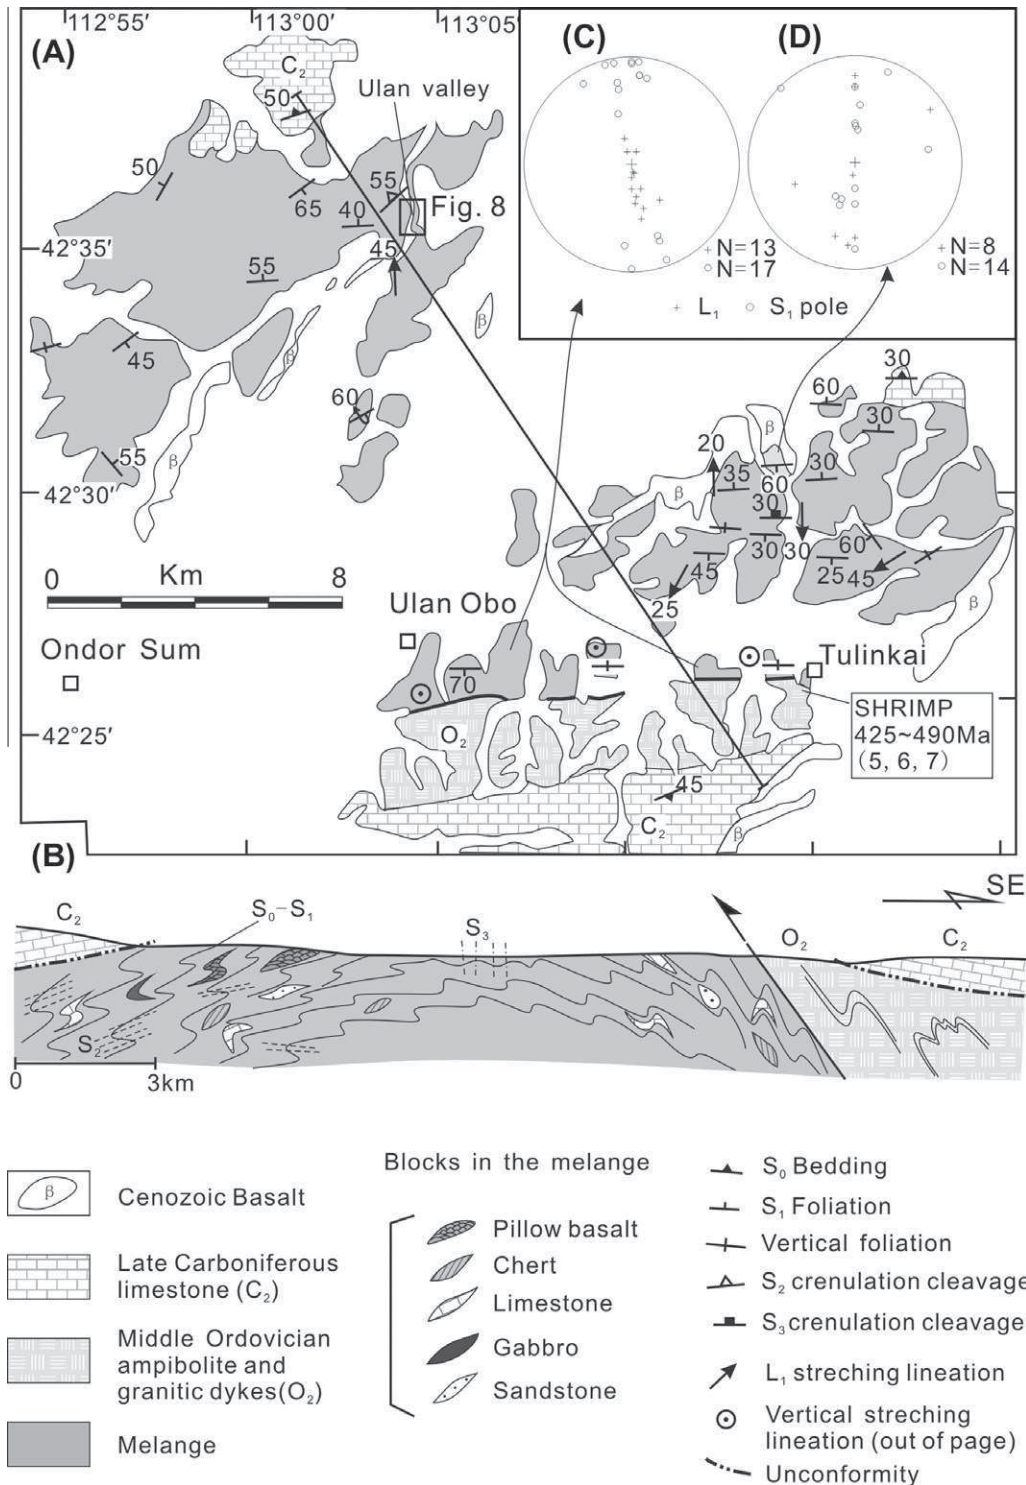 112°55′
113°00′
113°05′
(A)
C₂
50
Ulan valley
50
65
55
40
Fig. 8
45
42°35′
55
β
β
45
60
55
β
42°30′
0 Km 8
Ondor Sum
Ulan Obo
70
O₂
42°25′
(C)
(D)
+ N=13
○ N=17
+ N=8
○ N=14
+ L₁ ○ S₁ pole
30
60
30
β
20
35
60
30
β
30
30
30
60
45
25
45
25
β
Tulinkai
SHRIMP
425~490Ma
(5, 6, 7)
45
C₂
β
(B)
SE
C₂
S₀–S₁
S₃
O₂
C₂
S₂
0 3km
β
Cenozoic Basalt
Late Carboniferous
limestone (C₂)
Middle Ordovician
ampibolite and
granitic dykes(O₂)
Melange
Blocks in the melange
Pillow basalt
Chert
Limestone
Gabbro
Sandstone
S₀ Bedding
S₁ Foliation
Vertical foliation
S₂ crenulation cleavage
S₃ crenulation cleavage
L₁ streching lineation
Vertical streching
lineation (out of page)
Unconformity